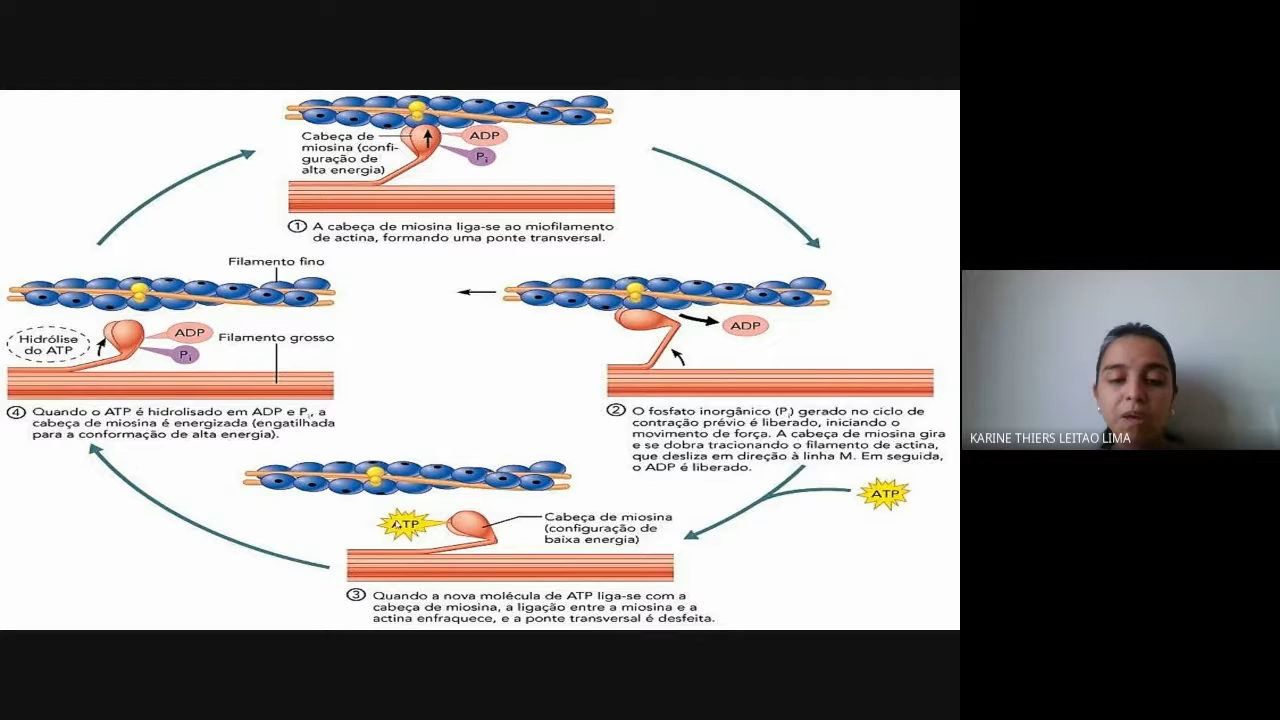 Cabeça de
miosina (confi-
guração de
alta energia)
ADP
Pi
① A cabeça de miosina liga-se ao miofilamento
de actina, formando uma ponte transversal.
Filamento fino
Hidrólise
do ATP
ADP
Pi
Filamento grosso
④ Quando o ATP é hidrolisado em ADP e Pi, a
cabeça de miosina é energizada (engatilhada
para a conformação de alta energia).
ADP
② O fosfato inorgânico (Pi) gerado no ciclo de
contração prévio é liberado, iniciando o
movimento de força. A cabeça de miosina gira
e se dobra tracionando o filamento de actina,
que desliza em direção à linha M. Em seguida,
o ADP é liberado.
ATP
ATP
Cabeça de miosina
(configuração de
baixa energia)
③ Quando a nova molécula de ATP liga-se com a
cabeça de miosina, a ligação entre a miosina e a
actina enfraquece, e a ponte transversal é desfeita.
KARINE THIERS LEITAO LIMA